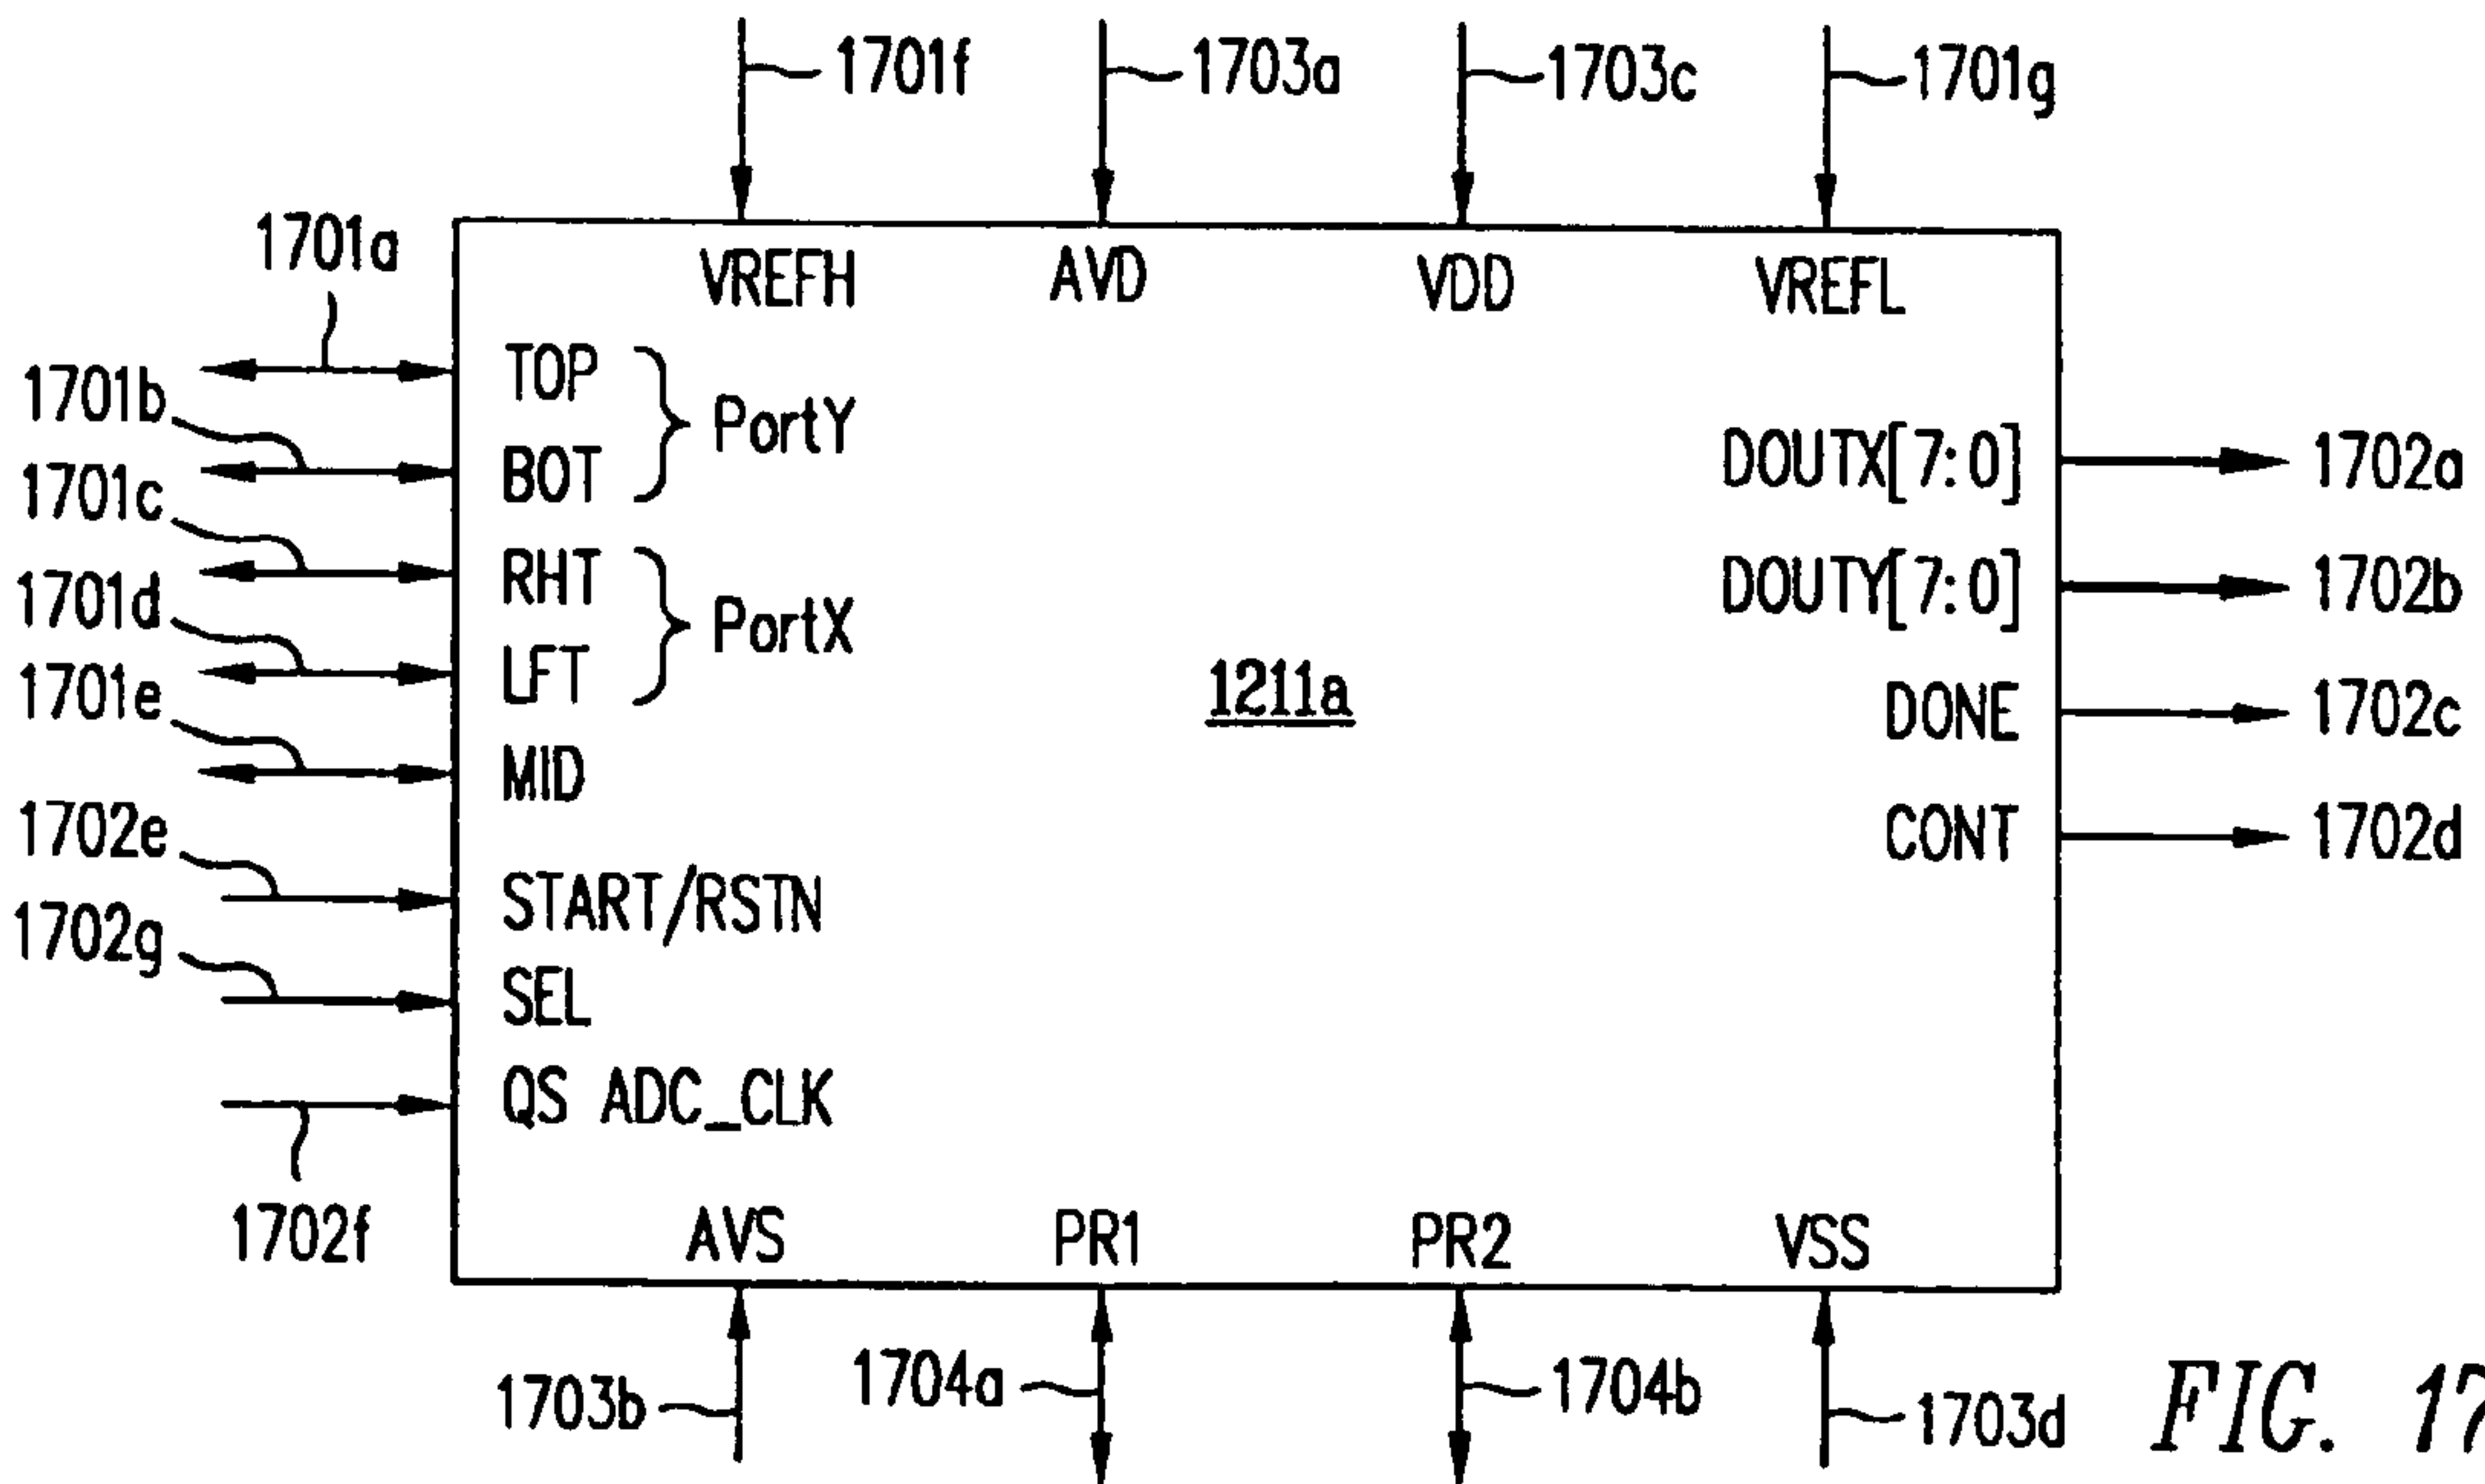 1701f 1703a 1703c 1701g
1701a
VREFH AVD VDD VREFL
1701b TOP
PortY
BOT DOUTX[7:0] 1702a
1701c
RHT DOUTY[7:0] 1702b
1701d PortX
LFT
1701e 1211a DONE 1702c
MID
1702e CONT 1702d
START/RSTN
1702g
SEL
QS ADC_CLK
1702f AVS PR1 PR2 VSS
1703b 1704a 1704b 1703d
FIG. 17